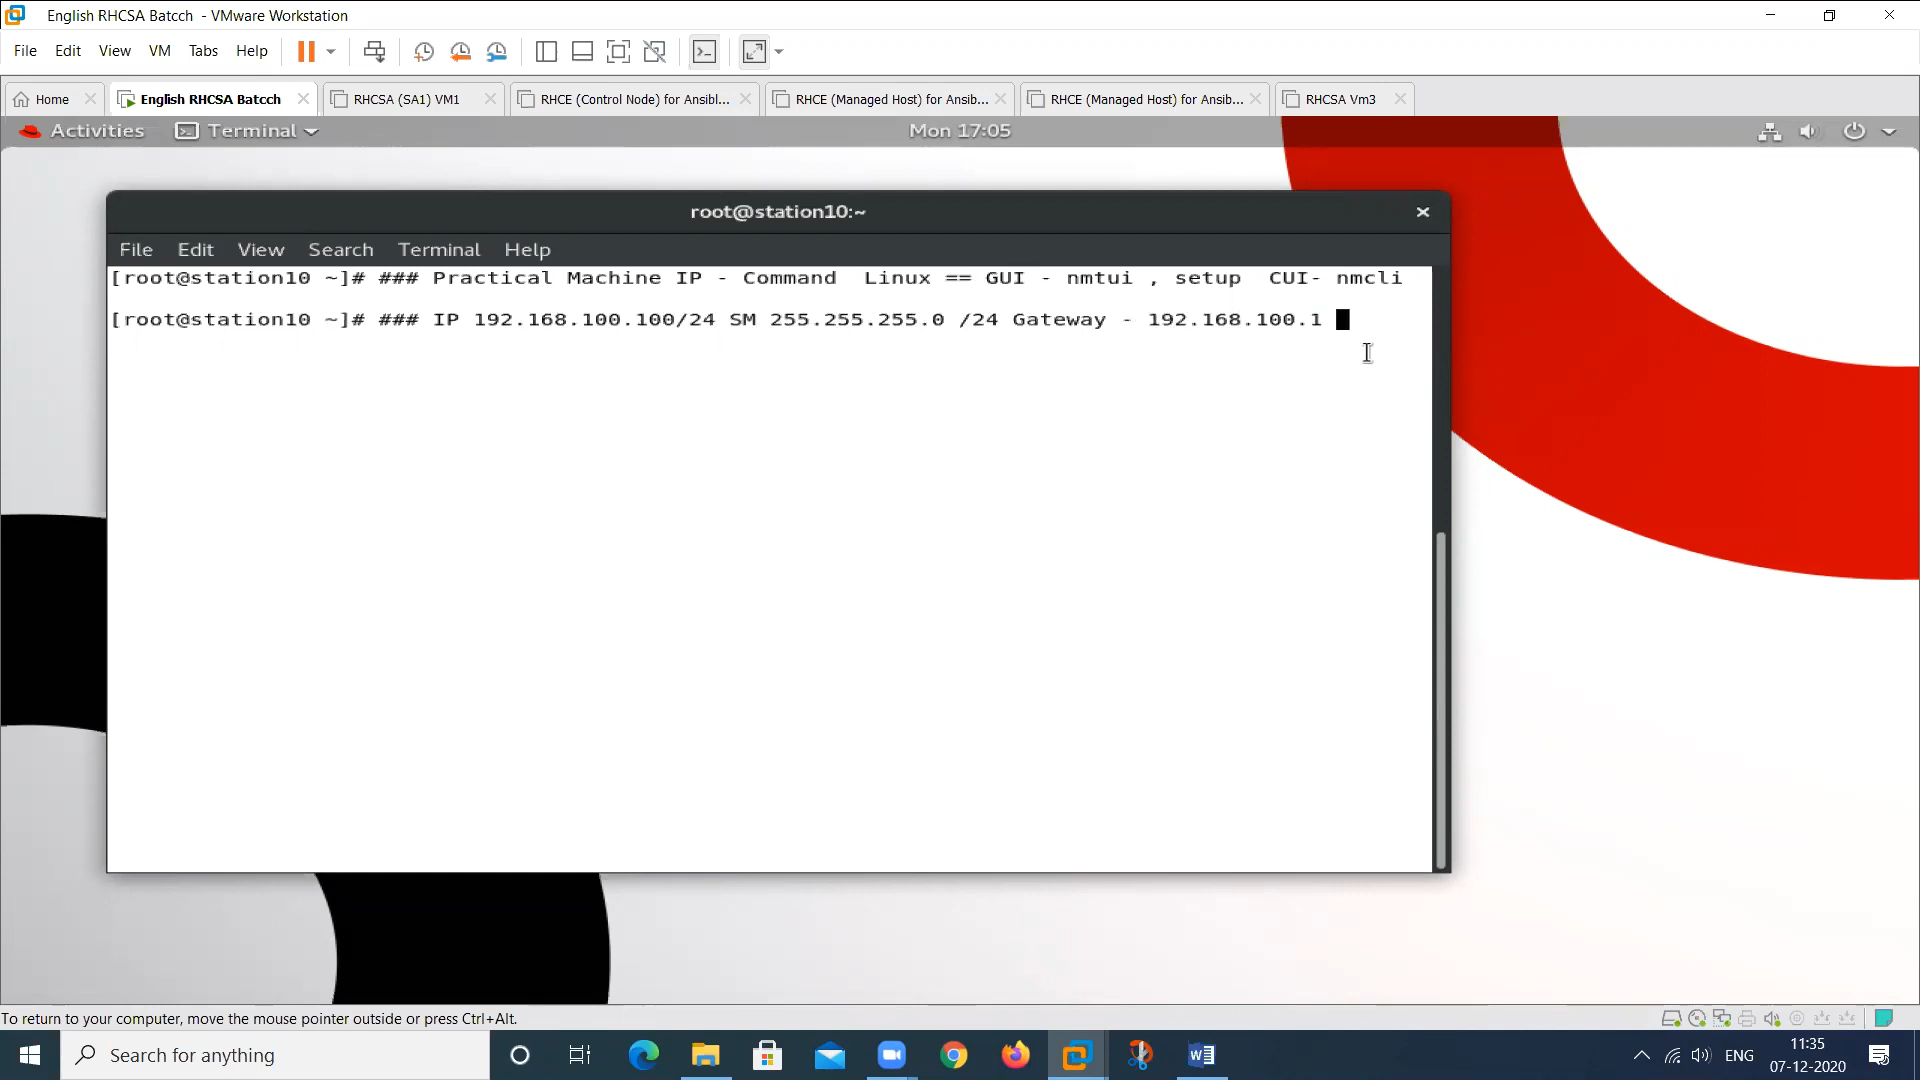 English RHCSA Batcch - VMware Workstation
File Edit View VM Tabs Help
Home English RHCSA Batcch RHCSA (SA1) VM1 RHCE (Control Node) for Ansibl... RHCE (Managed Host) for Ansib... RHCE (Managed Host) for Ansib... RHCSA Vm3
Activities Terminal Mon 17:05
root@station10:~
File Edit View Search Terminal Help
[root@station10 ~]# ### Practical Machine IP - Command  Linux == GUI - nmtui , setup  CUI- nmcli
[root@station10 ~]# ### IP 192.168.100.100/24 SM 255.255.255.0 /24 Gateway - 192.168.100.1
To return to your computer, move the mouse pointer outside or press Ctrl+Alt.
Search for anything
ENG
11:35
07-12-2020